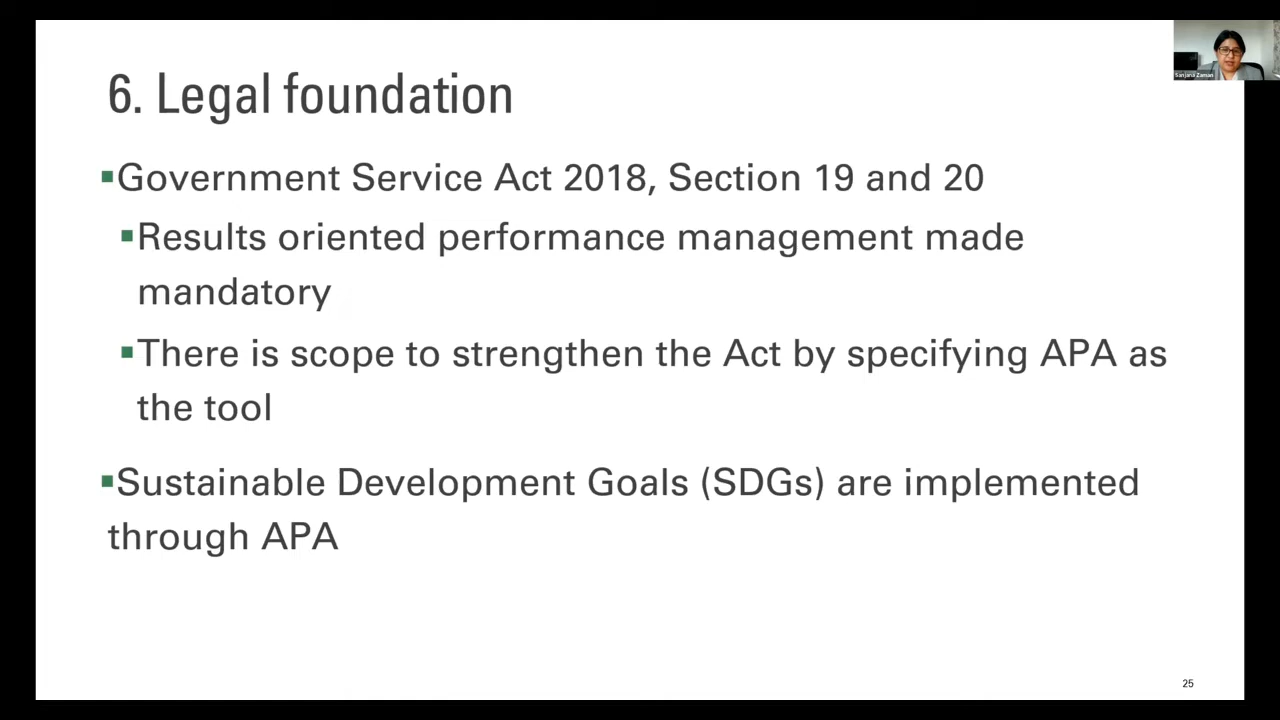 Sanjana Zaman
6. Legal foundation
▪Government Service Act 2018, Section 19 and 20
▪Results oriented performance management made
mandatory
▪There is scope to strengthen the Act by specifying APA as
the tool
▪Sustainable Development Goals (SDGs) are implemented
through APA
25